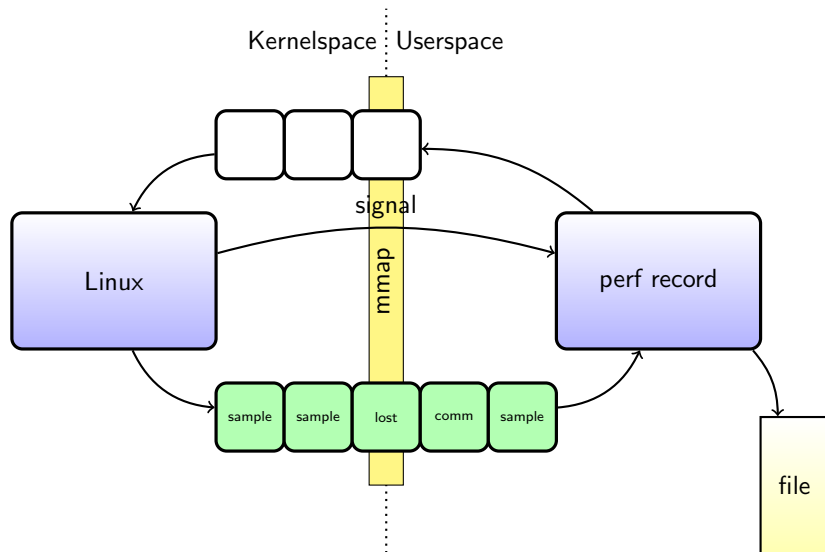 Kernelspace Userspace
signal
Linux
mmap
perf record
sample sample lost comm sample
file